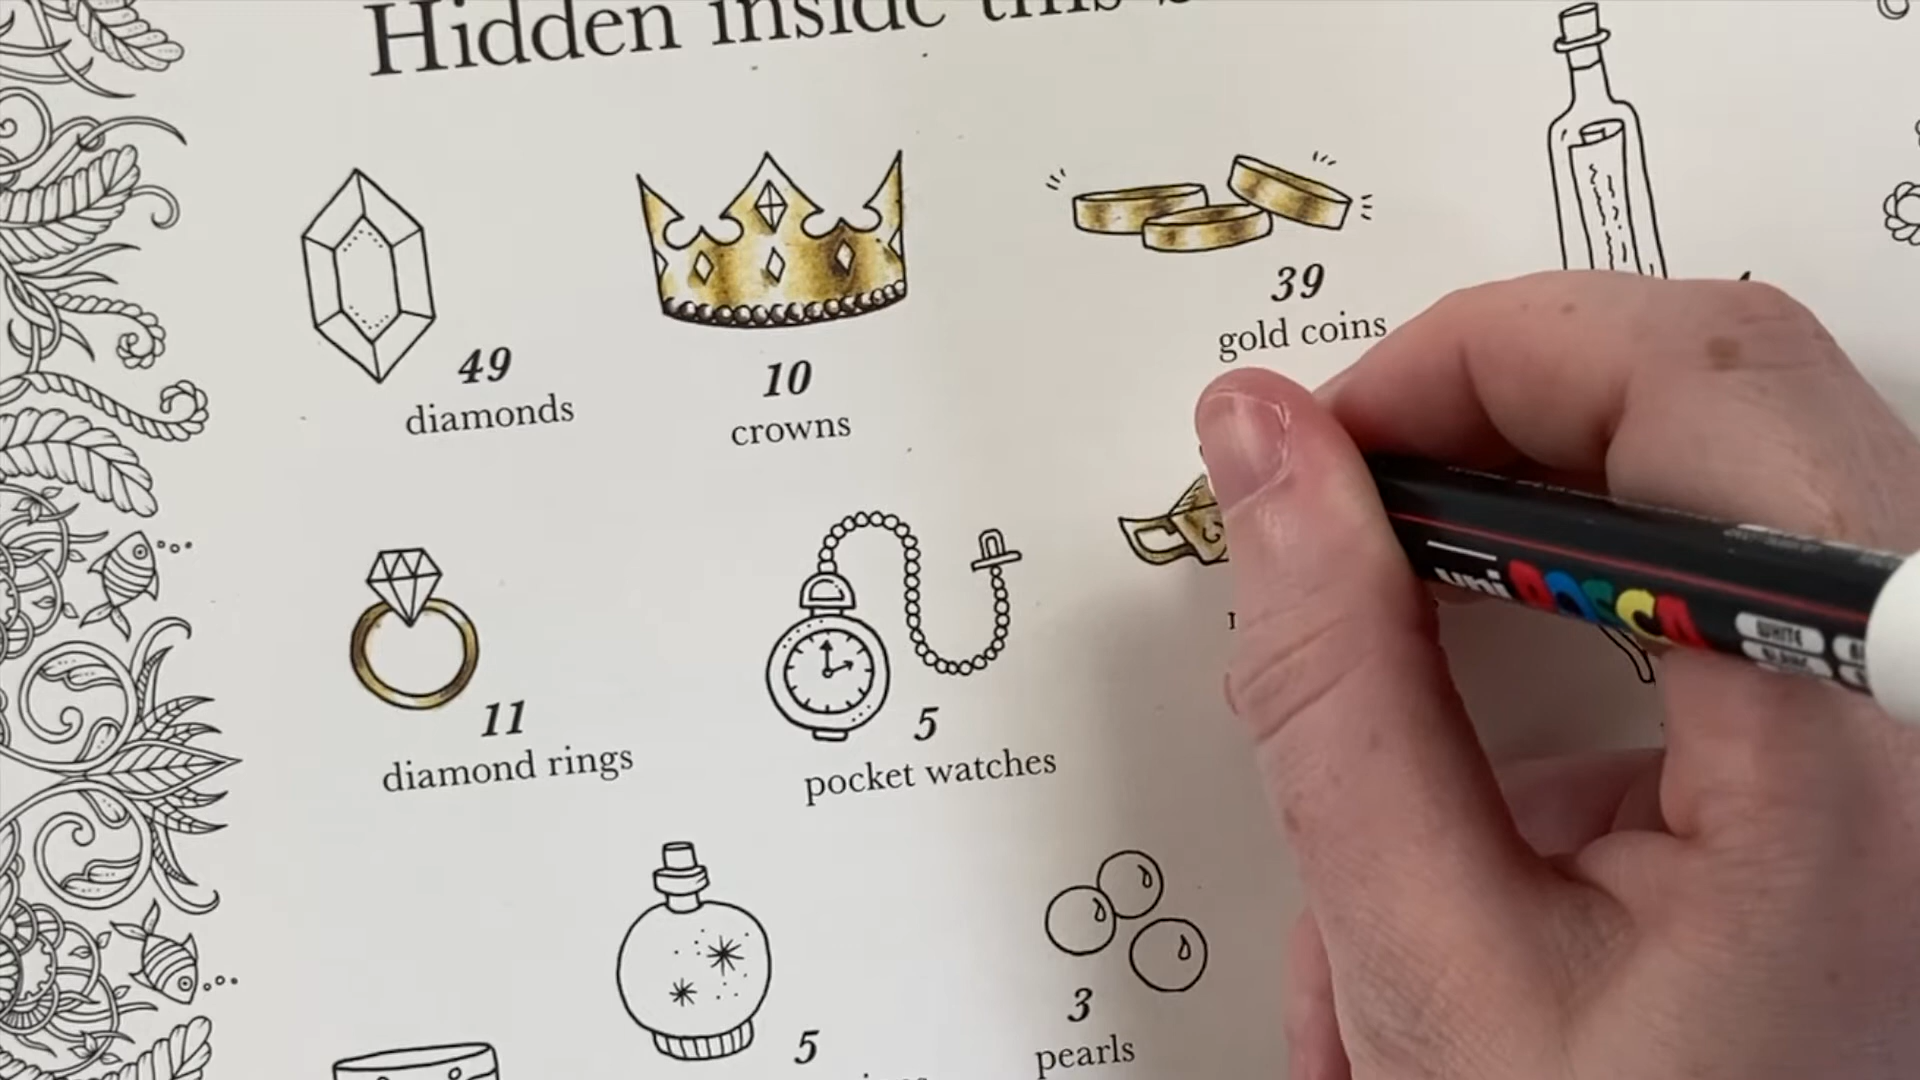 Hidden inside this
49
diamonds
10
crowns
39
gold coins
11
diamond rings
5
pocket watches
5
3
pearls
uni POSCA
WHITE